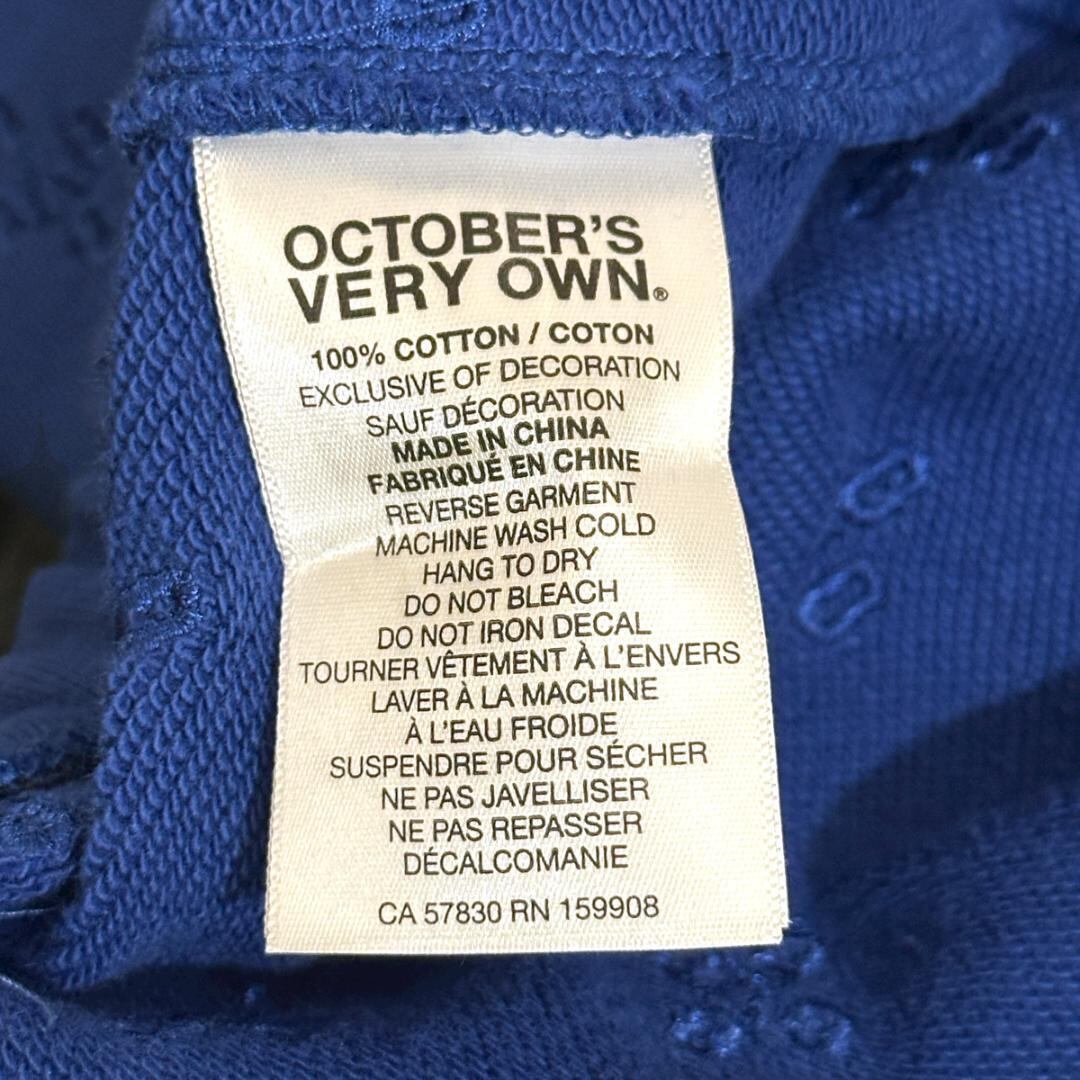 OCTOBER'S
VERY OWN.®
100% COTTON / COTON
EXCLUSIVE OF DECORATION
SAUF DÉCORATION
MADE IN CHINA
FABRIQUÉ EN CHINE
REVERSE GARMENT
MACHINE WASH COLD
HANG TO DRY
DO NOT BLEACH
DO NOT IRON DECAL
TOURNER VÊTEMENT À L'ENVERS
LAVER À LA MACHINE
À L'EAU FROIDE
SUSPENDRE POUR SÉCHER
NE PAS JAVELLISER
NE PAS REPASSER
DÉCALCOMANIE
CA 57830 RN 159908